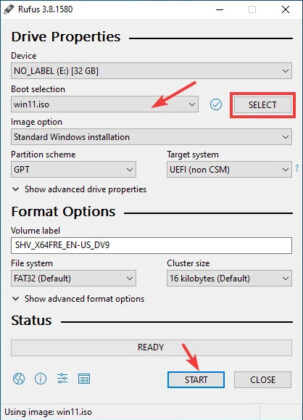 Rufus 3.8.1580
Drive Properties
Device
NO_LABEL (E:) [32 GB]
Boot selection
win11.iso
SELECT
Image option
Standard Windows installation
Partition scheme
Target system
GPT
UEFI (non CSM)
?
Show advanced drive properties
Format Options
Volume label
SHV_X64FRE_EN-US_DV9
File system
Cluster size
FAT32 (Default)
16 kilobytes (Default)
Show advanced format options
Status
READY
START
CLOSE
Using image: win11.iso